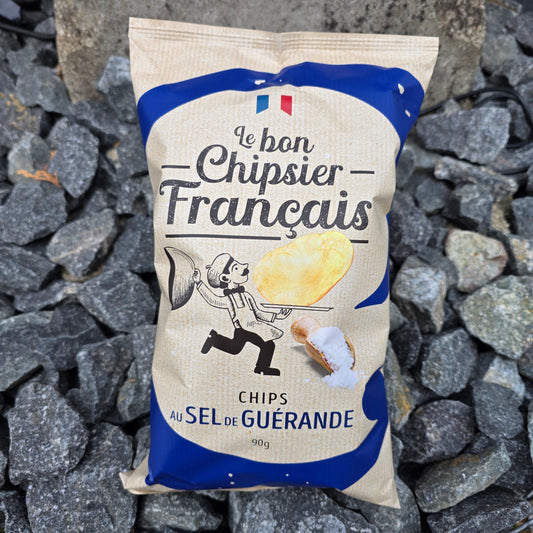 Le bon
Chipsier
Français
CHIPS
AU SEL DE GUÉRANDE
90g